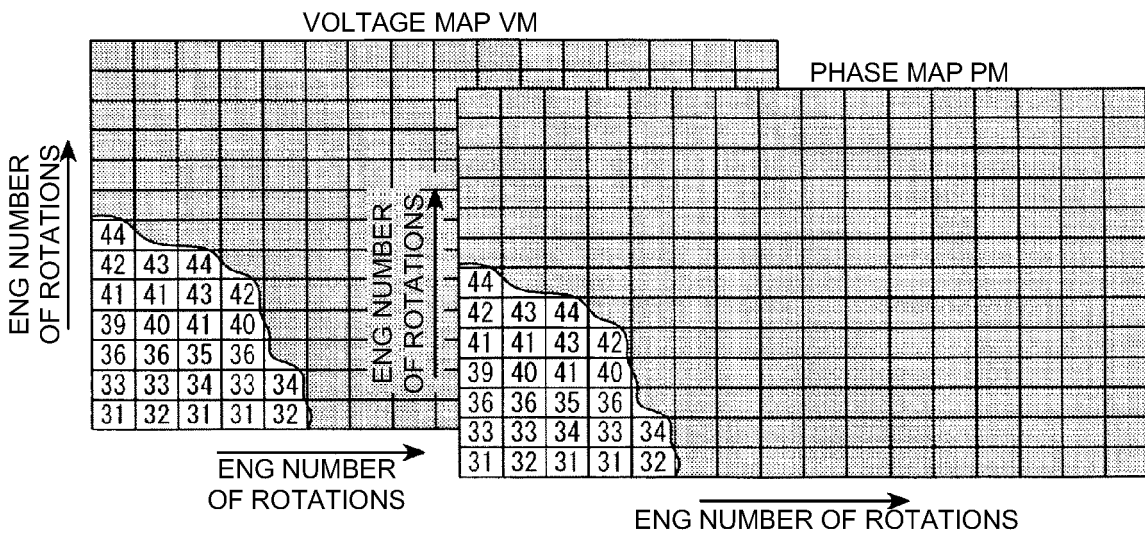 VOLTAGE MAP VM
PHASE MAP PM
ENG NUMBER
OF ROTATIONS
44
42 43 44
41 41 43 42
39 40 41 40
36 36 35 36
33 33 34 33 34
31 32 31 31 32
ENG NUMBER
OF ROTATIONS
ENG NUMBER
OF ROTATIONS
44
42 43 44
41 41 43 42
39 40 41 40
36 36 35 36
33 33 34 33 34
31 32 31 31 32
ENG NUMBER OF ROTATIONS